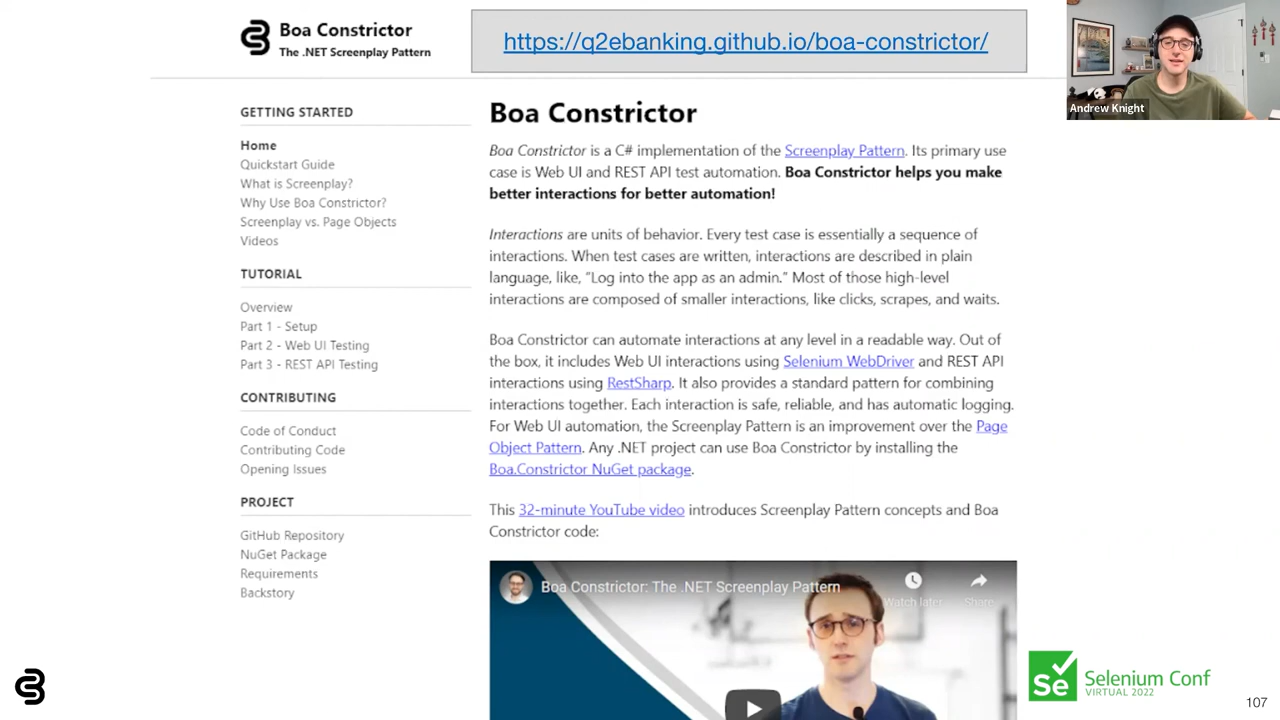 Boa Constrictor
The .NET Screenplay Pattern
https://q2ebanking.github.io/boa-constrictor/
Andrew Knight
GETTING STARTED
Home
Quickstart Guide
What is Screenplay?
Why Use Boa Constrictor?
Screenplay vs. Page Objects
Videos
TUTORIAL
Overview
Part 1 - Setup
Part 2 - Web UI Testing
Part 3 - REST API Testing
CONTRIBUTING
Code of Conduct
Contributing Code
Opening Issues
PROJECT
GitHub Repository
NuGet Package
Requirements
Backstory
Boa Constrictor
Boa Constrictor is a C# implementation of the Screenplay Pattern. Its primary use
case is Web UI and REST API test automation. Boa Constrictor helps you make
better interactions for better automation!
Interactions are units of behavior. Every test case is essentially a sequence of
interactions. When test cases are written, interactions are described in plain
language, like, "Log into the app as an admin." Most of those high-level
interactions are composed of smaller interactions, like clicks, scrapes, and waits.
Boa Constrictor can automate interactions at any level in a readable way. Out of
the box, it includes Web UI interactions using Selenium WebDriver and REST API
interactions using RestSharp. It also provides a standard pattern for combining
interactions together. Each interaction is safe, reliable, and has automatic logging.
For Web UI automation, the Screenplay Pattern is an improvement over the Page
Object Pattern. Any .NET project can use Boa Constrictor by installing the
Boa.Constrictor NuGet package.
This 32-minute YouTube video introduces Screenplay Pattern concepts and Boa
Constrictor code:
Boa Constrictor: The .NET Screenplay Pattern
Watch later
Share
Se
Selenium Conf
VIRTUAL 2022
107